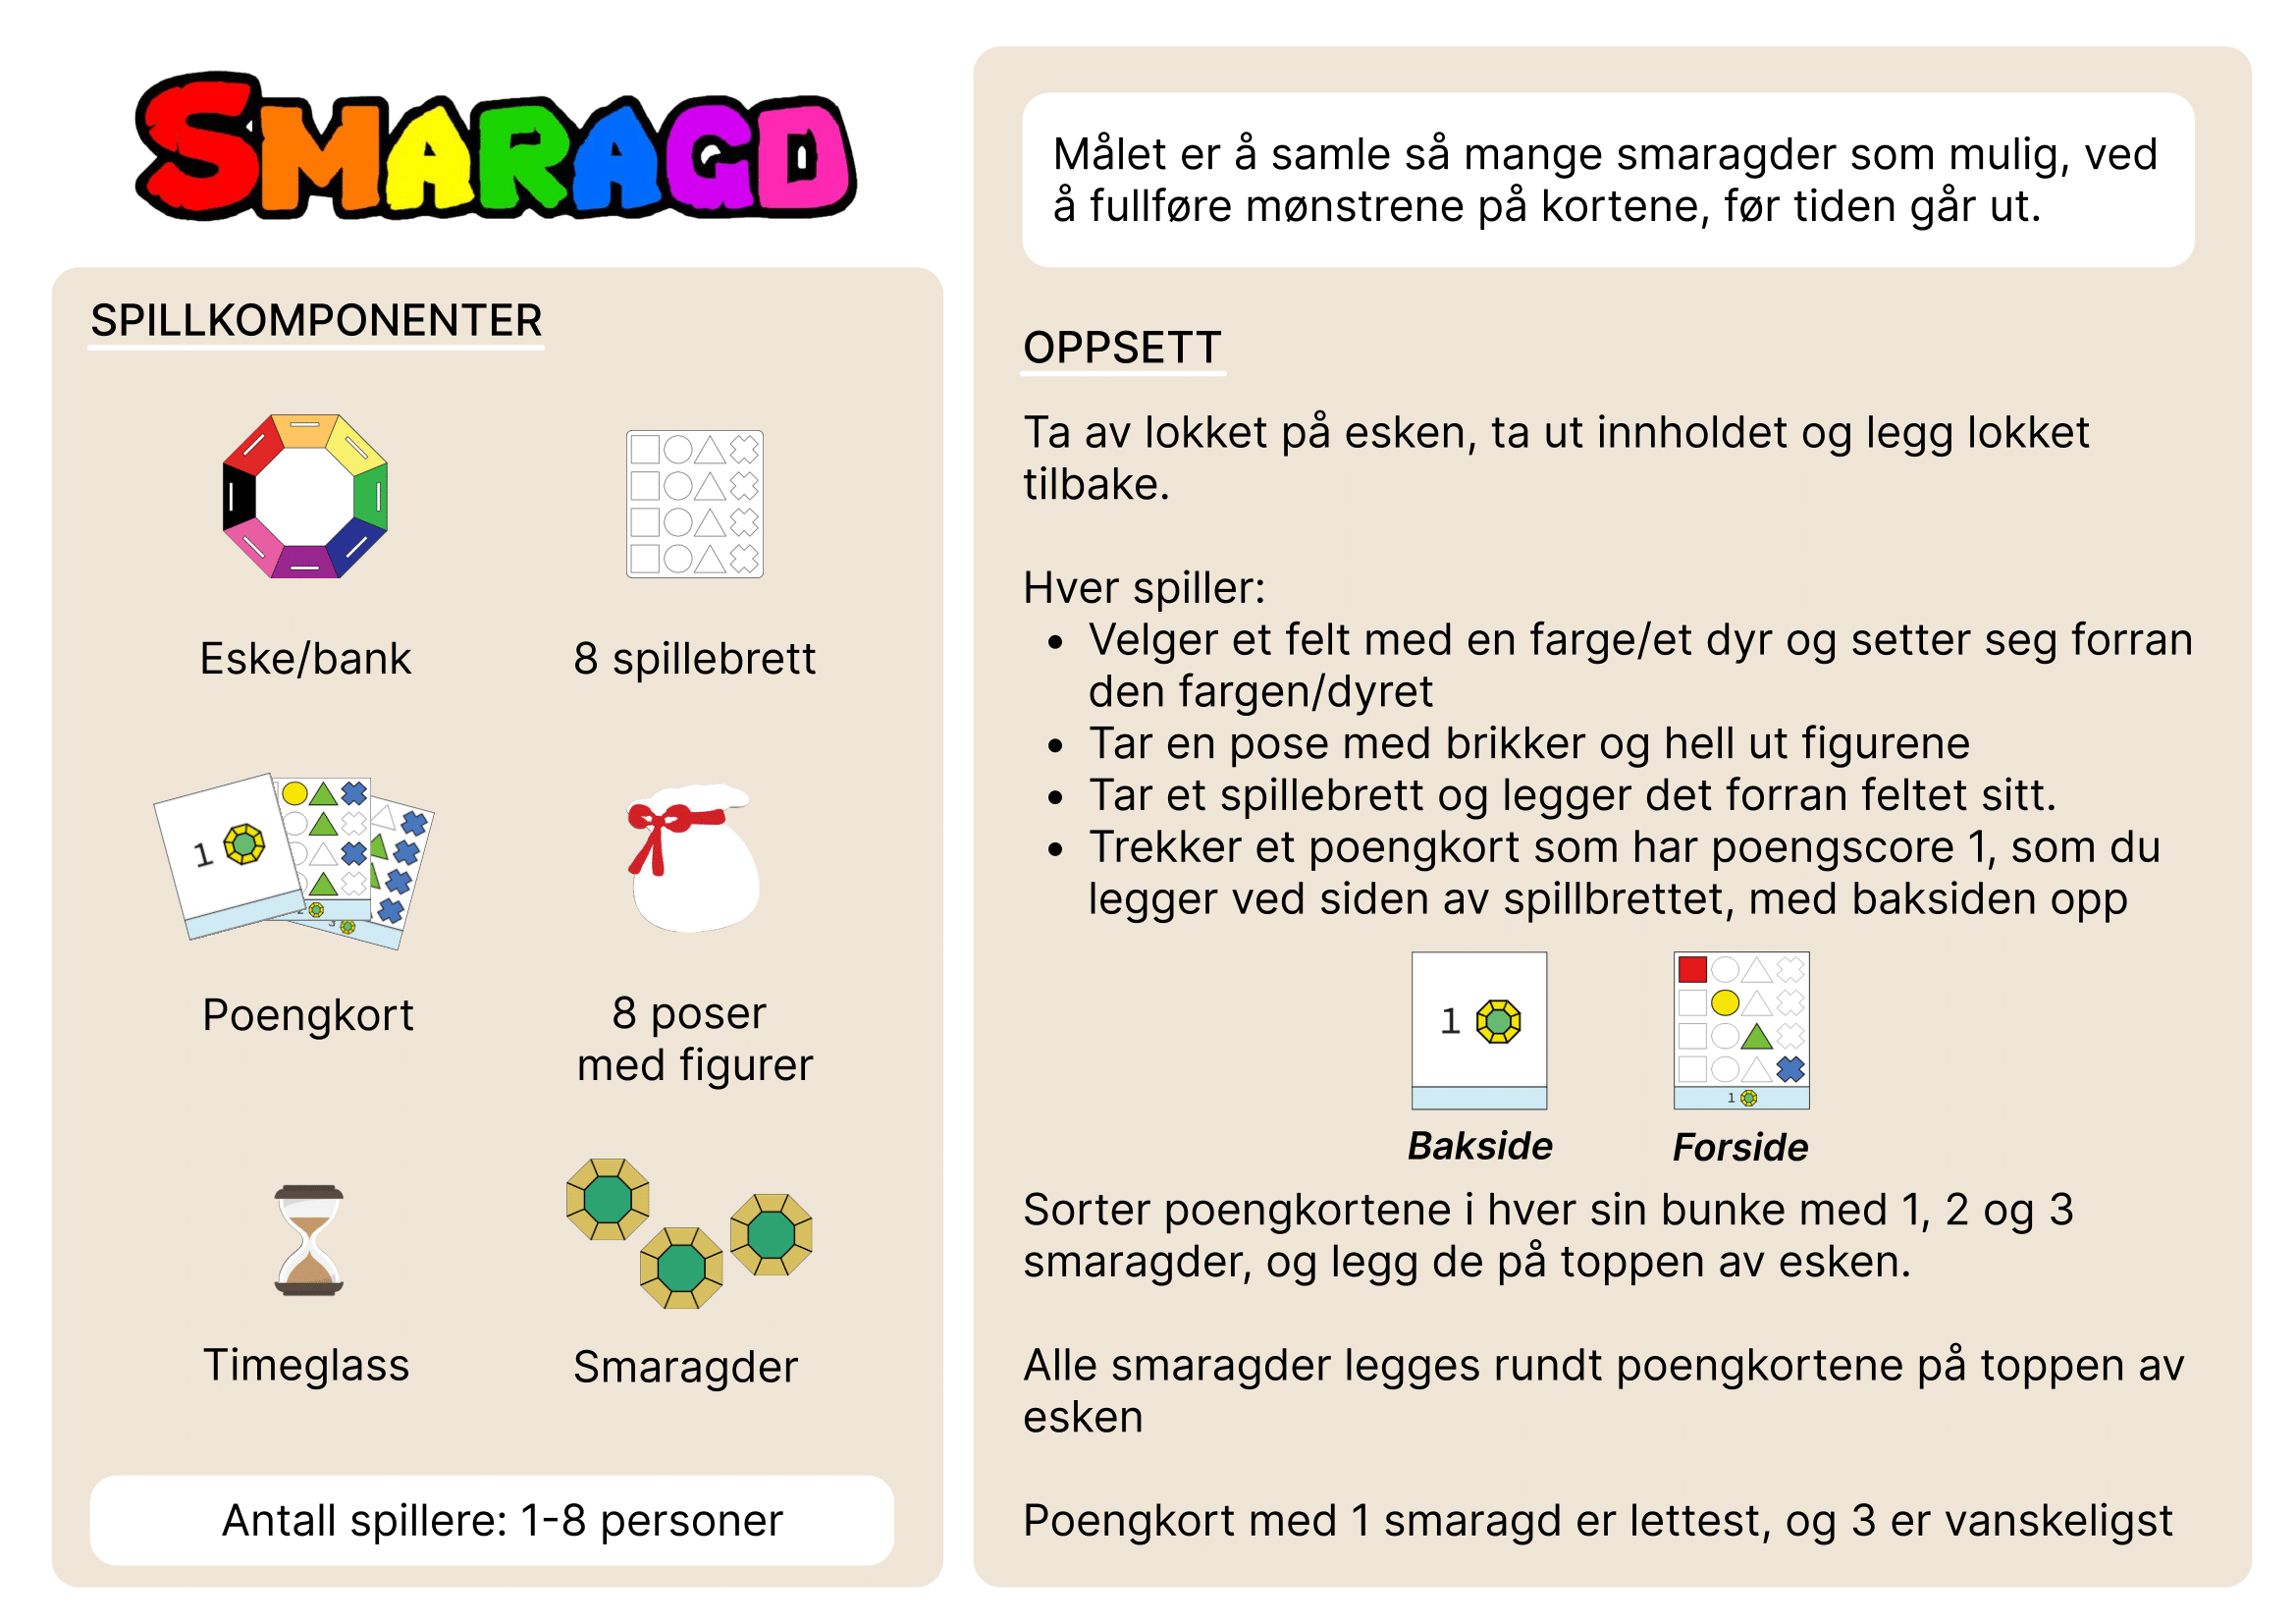 SMARAGD
SPILLKOMPONENTER
Eske/bank
8 spillebrett
1
2
3
Poengkort
8 poser
med figurer
Timeglass
Smaragder
Antall spillere: 1-8 personer
Målet er å samle så mange smaragder som mulig, ved
å fullføre mønstrene på kortene, før tiden går ut.
OPPSETT
Ta av lokket på esken, ta ut innholdet og legg lokket
tilbake.
Hver spiller:
• Velger et felt med en farge/et dyr og setter seg forran
den fargen/dyret
• Tar en pose med brikker og hell ut figurene
• Tar et spillebrett og legger det forran feltet sitt.
• Trekker et poengkort som har poengscore 1, som du
legger ved siden av spillbrettet, med baksiden opp
1
1
Bakside
Forside
Sorter poengkortene i hver sin bunke med 1, 2 og 3
smaragder, og legg de på toppen av esken.
Alle smaragder legges rundt poengkortene på toppen av
esken
Poengkort med 1 smaragd er lettest, og 3 er vanskeligst